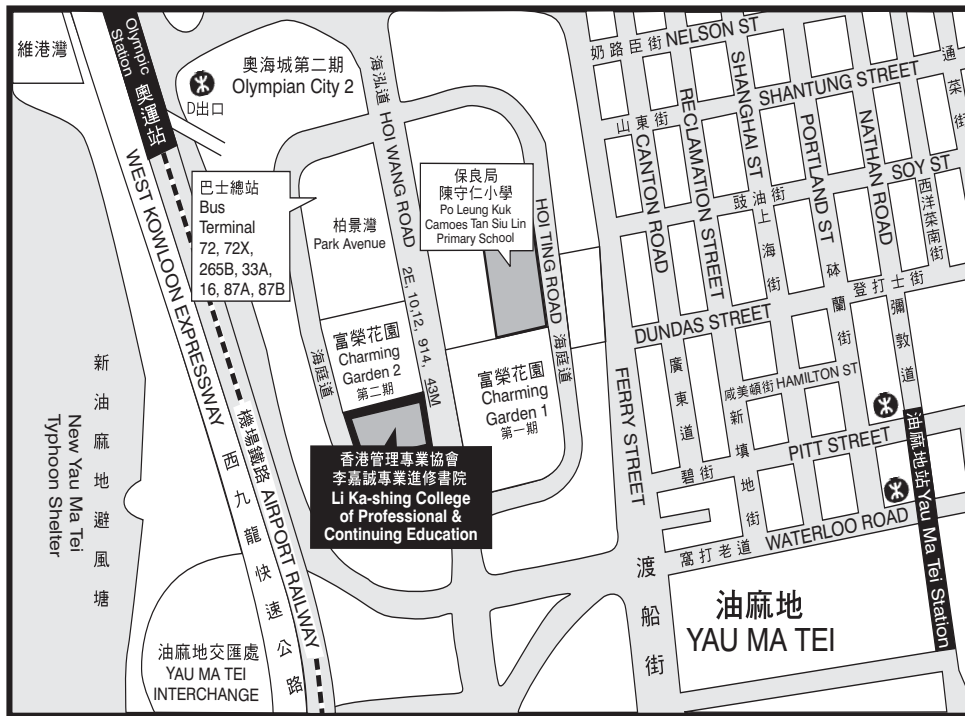 維港灣
Olympic
Station
奧運站
D出口
奧海城第二期
Olympian City 2
海泓道 HOI WANG ROAD
2E, 10,12, 914, 43M
巴士總站
Bus
Terminal
72, 72X,
265B, 33A,
16, 87A, 87B
柏景灣
Park Avenue
保良局
陳守仁小學
Po Leung Kuk
Camoes Tan Siu Lin
Primary School
HOI TING ROAD 海庭道
海庭道
富榮花園
Charming
Garden 2
第二期
富榮花園
Charming
Garden 1
第一期
香港管理專業協會
李嘉誠專業進修書院
Li Ka-shing College
of Professional &
Continuing Education
WEST KOWLOON EXPRESSWAY
西九龍快速公路
機場鐵路 AIRPORT RAILWAY
新油麻地避風塘
New Yau Ma Tei
Typhoon Shelter
油麻地交匯處
YAU MA TEI
INTERCHANGE
奶路臣街 NELSON ST
山東街
SHANTUNG STREET
通菜街
SOY ST
豉油街
西洋菜南街
CANTON ROAD
廣東道
RECLAMATION STREET
新填地街
SHANGHAI ST
上海街
PORTLAND ST
砵蘭街
NATHAN ROAD
彌敦道
DUNDAS STREET
登打士街
咸美頓街 HAMILTON ST
碧街
PITT STREET
窩打老道
WATERLOO ROAD
FERRY STREET
渡船街
油麻地站 Yau Ma Tei Station
油麻地
YAU MA TEI